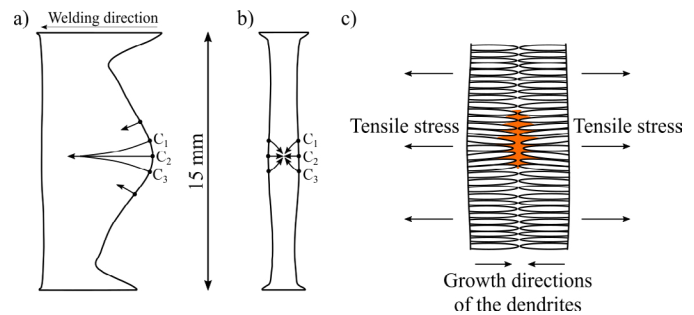 a)
Welding direction
b)
c)
C1
C2
C3
15 mm
C1
C2
C3
Tensile stress
Tensile stress
Growth directions
of the dendrites